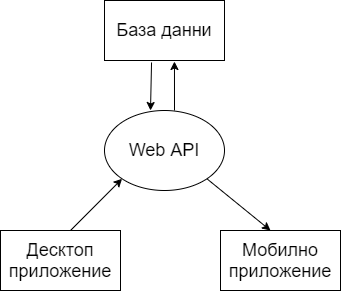 База данни
Web API
Десктоп
приложение
Мобилно
приложение